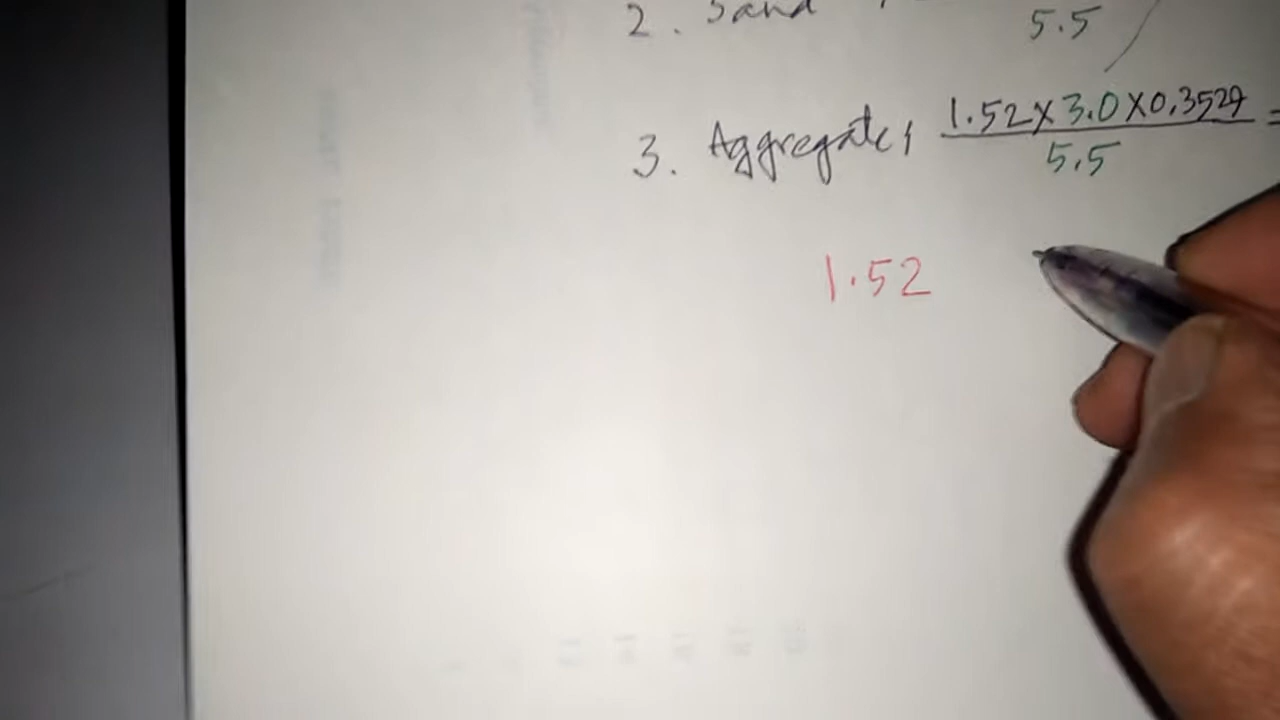 2. Sand
5.5
3. Aggregate; 1.52 x 3.0 x 0.3529 =
5.5
1.52